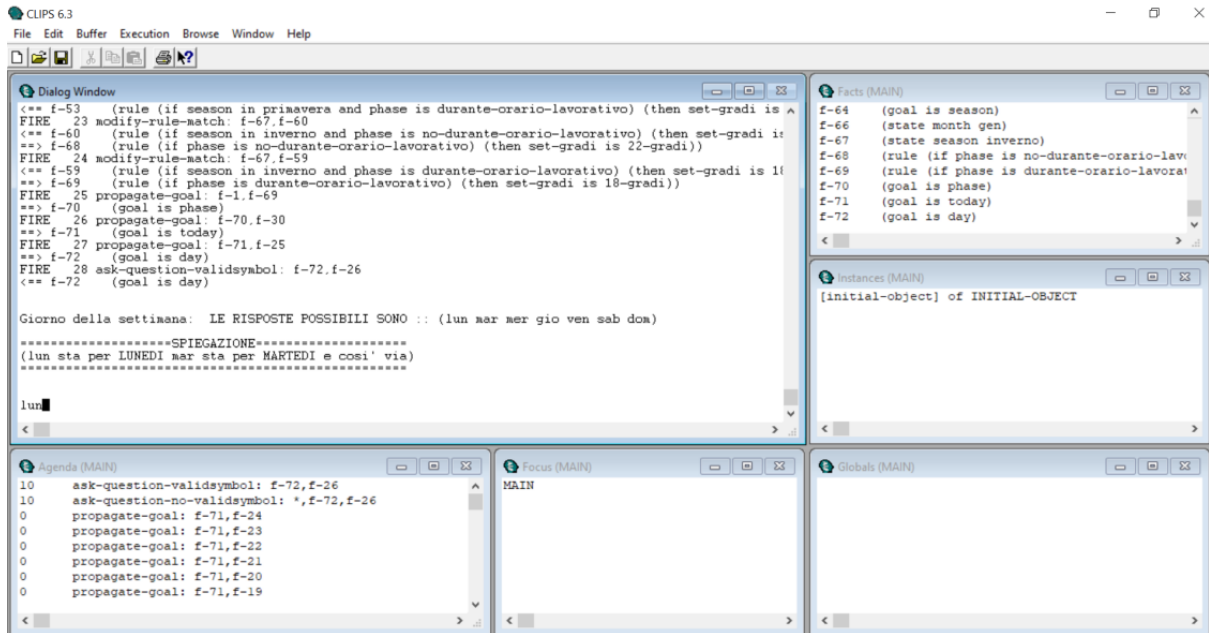 CLIPS 6.3
File Edit Buffer Execution Browse Window Help
Dialog Window
<== f-53 (rule (if season in primavera and phase is durante-orario-lavorativo) (then set-gradi is
FIRE 23 modify-rule-match: f-67,f-60
<== f-60 (rule (if season in inverno and phase is no-durante-orario-lavorativo) (then set-gradi is
==> f-68 (rule (if phase is no-durante-orario-lavorativo) (then set-gradi is 22-gradi))
FIRE 24 modify-rule-match: f-67,f-59
<== f-59 (rule (if season in inverno and phase is durante-orario-lavorativo) (then set-gradi is 18
==> f-69 (rule (if phase is durante-orario-lavorativo) (then set-gradi is 18-gradi))
FIRE 25 propagate-goal: f-1,f-69
==> f-70 (goal is phase)
FIRE 26 propagate-goal: f-70,f-30
==> f-71 (goal is today)
FIRE 27 propagate-goal: f-71,f-25
==> f-72 (goal is day)
FIRE 28 ask-question-validsymbol: f-72,f-26
<== f-72 (goal is day)
Giorno della settimana: LE RISPOSTE POSSIBILI SONO :: (lun mar mer gio ven sab dom)
====================SPIEGAZIONE====================
(lun sta per LUNEDI mar sta per MARTEDI e cosi' via)
===================================================
lun
Facts (MAIN)
f-64 (goal is season)
f-66 (state month gen)
f-67 (state season inverno)
f-68 (rule (if phase is no-durante-orario-lavo
f-69 (rule (if phase is durante-orario-lavorat
f-70 (goal is phase)
f-71 (goal is today)
f-72 (goal is day)
Instances (MAIN)
[initial-object] of INITIAL-OBJECT
Agenda (MAIN)
10 ask-question-validsymbol: f-72,f-26
10 ask-question-no-validsymbol: *,f-72,f-26
0 propagate-goal: f-71,f-24
0 propagate-goal: f-71,f-23
0 propagate-goal: f-71,f-22
0 propagate-goal: f-71,f-21
0 propagate-goal: f-71,f-20
0 propagate-goal: f-71,f-19
Focus (MAIN)
MAIN
Globals (MAIN)